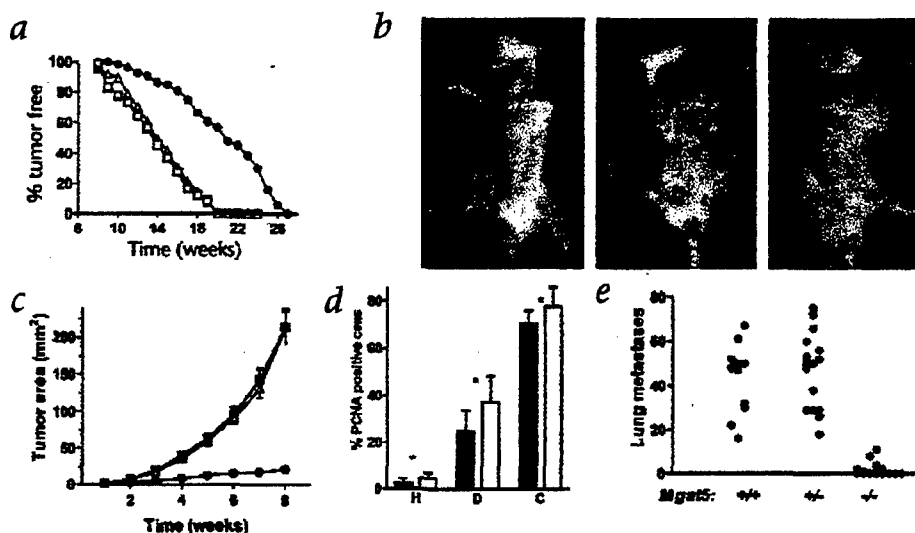 a
% tumor free
100
80
60
40
20
0
6 10 14 18 22 26
Time (weeks)
b
c
Tumor area (mm²)
200
150
100
50
0
2 4 6 8
Time (weeks)
d
% PCNA positive cells
80
60
40
20
0
* * *
H D C
e
Lung metastases
80
60
40
20
0
Mgat5: +/+ +/- -/-